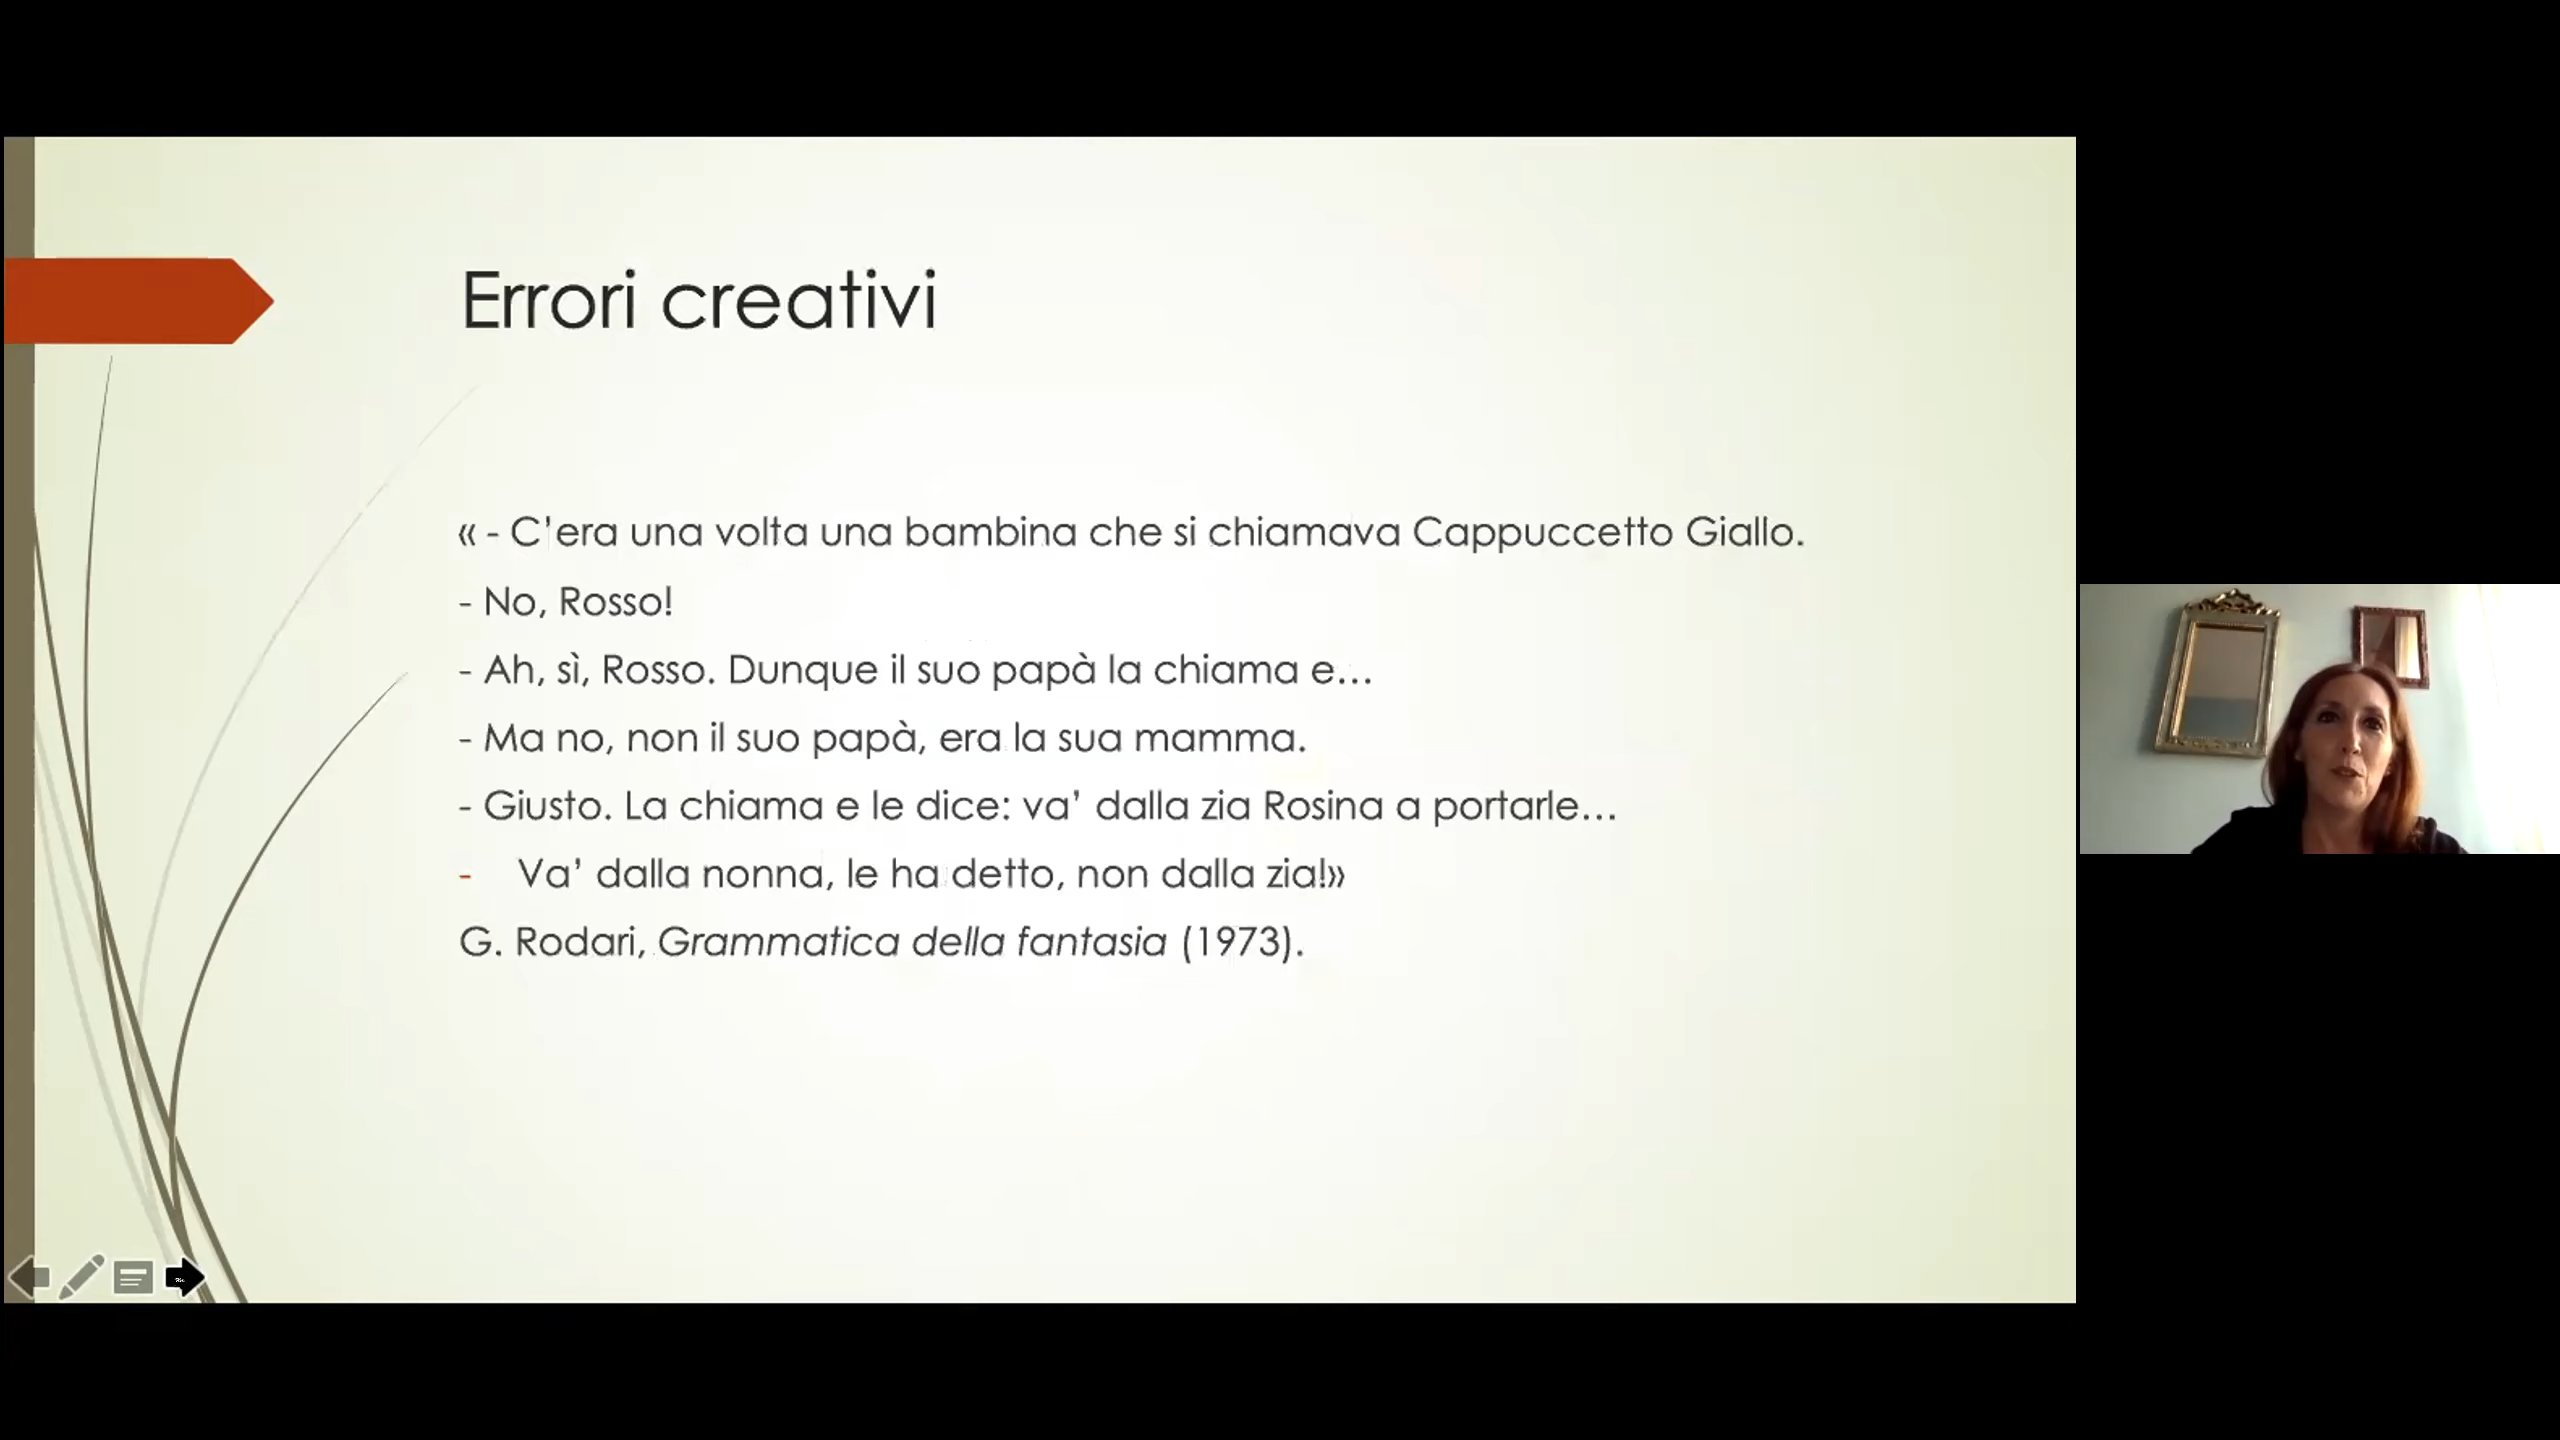 Errori creativi
« - C'era una volta una bambina che si chiamava Cappuccetto Giallo.
- No, Rosso!
- Ah, sì, Rosso. Dunque il suo papà la chiama e…
- Ma no, non il suo papà, era la sua mamma.
- Giusto. La chiama e le dice: va’ dalla zia Rosina a portarle…
- Va’ dalla nonna, le ha detto, non dalla zia!»
G. Rodari, Grammatica della fantasia (1973).